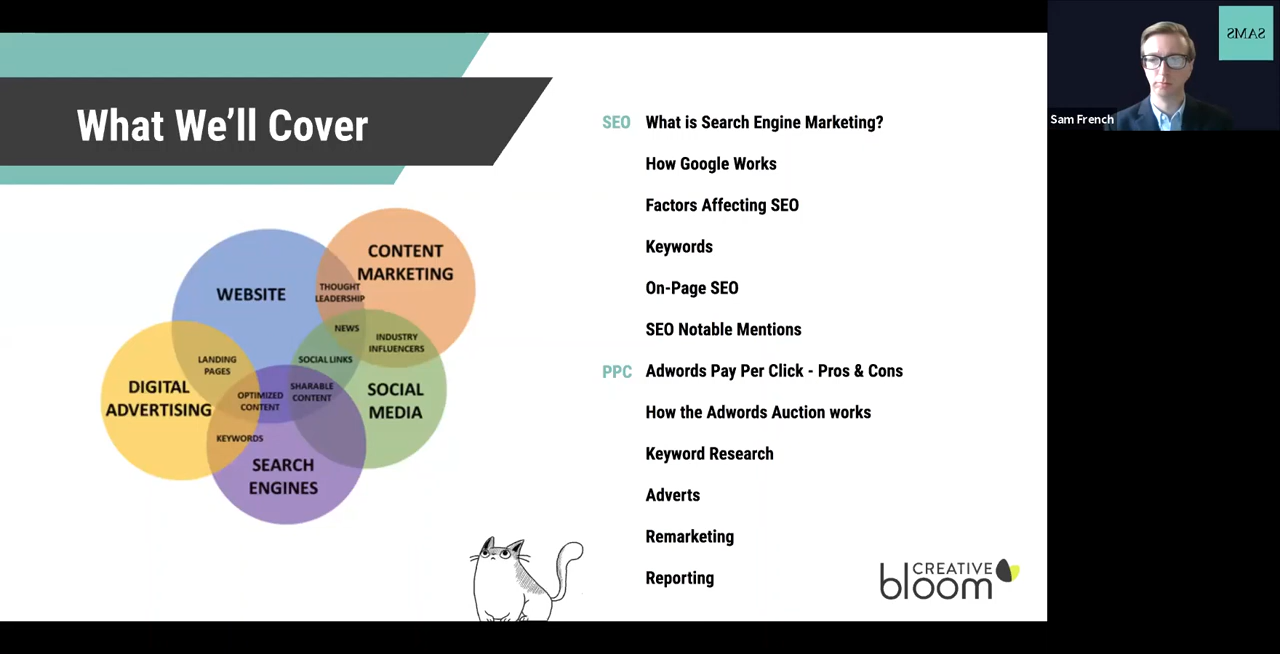 What We'll Cover
WEBSITE
CONTENT
MARKETING
THOUGHT
LEADERSHIP
NEWS
INDUSTRY
INFLUENCERS
SOCIAL LINKS
LANDING
PAGES
DIGITAL
ADVERTISING
OPTIMIZED
CONTENT
SHARABLE
CONTENT
SOCIAL
MEDIA
KEYWORDS
SEARCH
ENGINES
SEO What is Search Engine Marketing?
How Google Works
Factors Affecting SEO
Keywords
On-Page SEO
SEO Notable Mentions
PPC Adwords Pay Per Click - Pros & Cons
How the Adwords Auction works
Keyword Research
Adverts
Remarketing
Reporting
CREATIVE
bloom
SAMS
Sam French